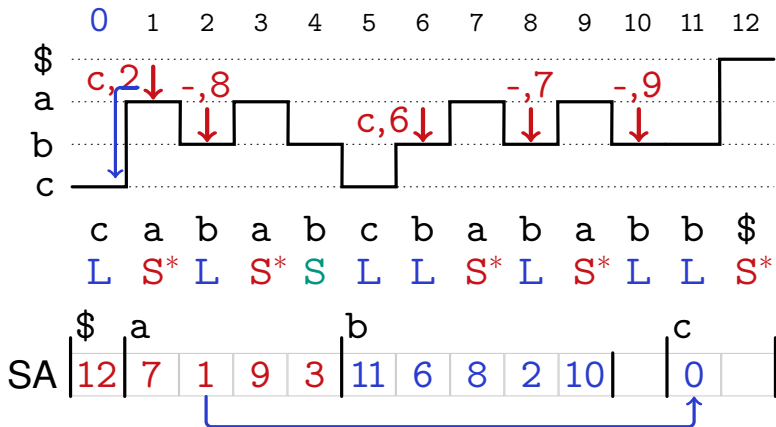 0 1 2 3 4 5 6 7 8 9 10 11 12
$
c,2 -,8 -,7 -,9
a
c,6
b
c
c a b a b c b a b a b b $
L S* L S* S L L S* L S* L L S*
$ a b c
SA 12 7 1 9 3 11 6 8 2 10 0